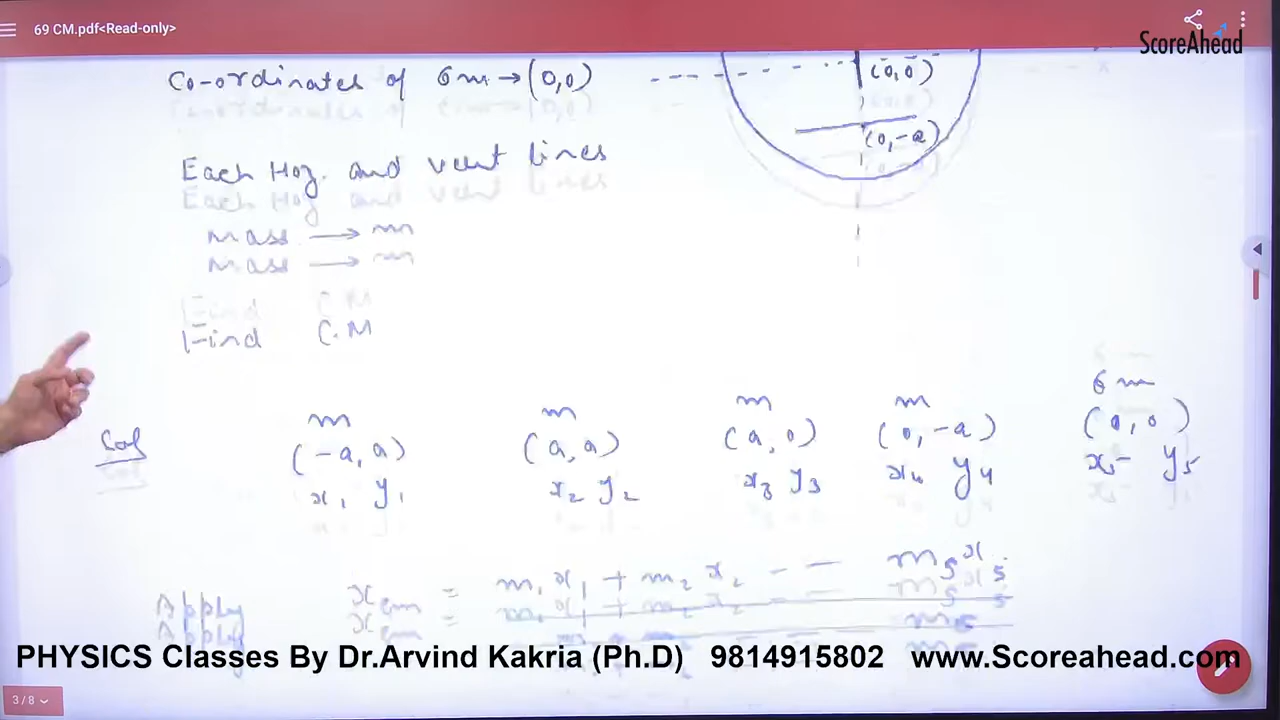 69 CM.pdf<Read-only>
ScoreAhead
Co-ordinates of 6m → (0,0)
(0,0)
(0,-a)
Each Hoz. and vert lines
mass → m
Find C.M
6m
m m m m
Sol (-a, a) (a, a) (a, 0) (0, -a) (0, 0)
x₁ y₁ x₂ y₂ x₃ y₃ x₄ y₄ x₅ y₅
Apply xcm = m₁x₁ + m₂x₂ - - m₅x₅
PHYSICS Classes By Dr.Arvind Kakria (Ph.D) 9814915802 www.Scoreahead.com
3/8